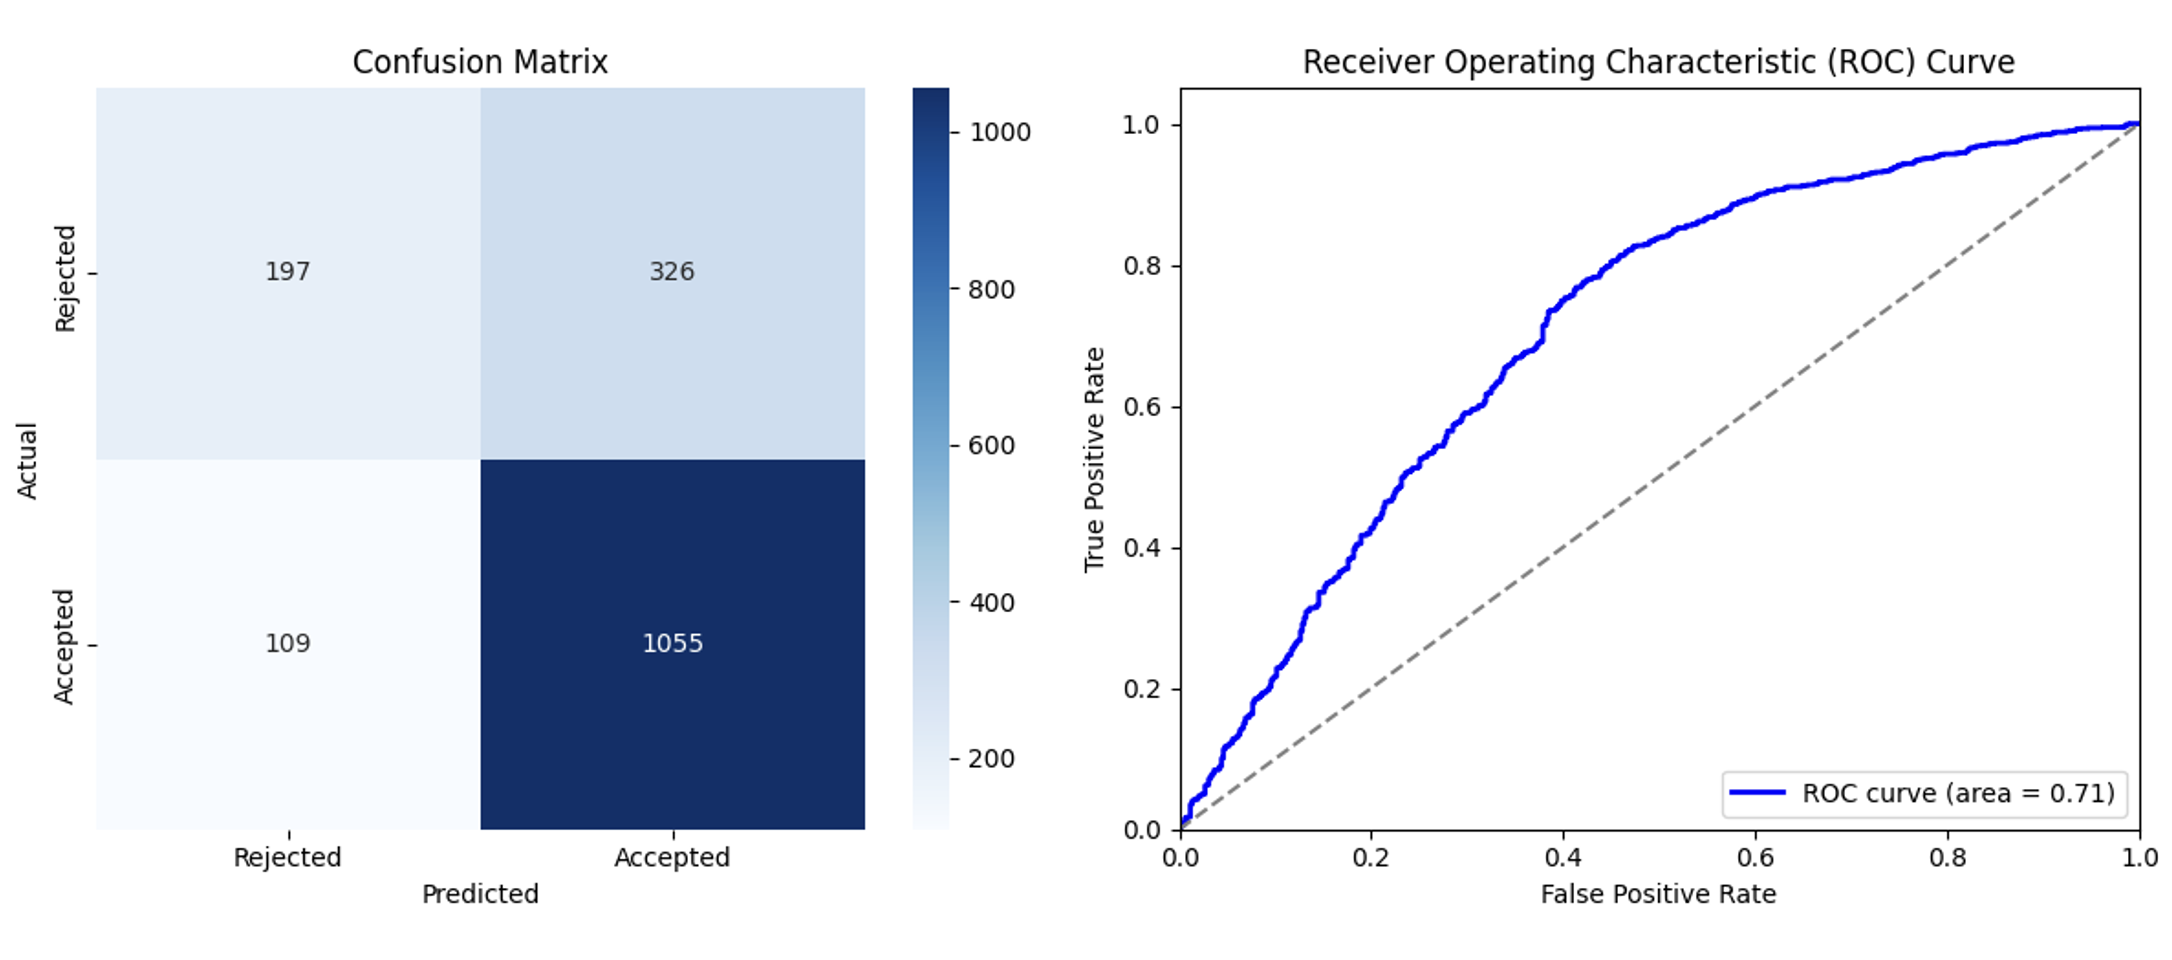 Confusion Matrix
Rejected
Accepted
Actual
197
326
109
1055
Rejected
Accepted
Predicted
1000
800
600
400
200
Receiver Operating Characteristic (ROC) Curve
True Positive Rate
1.0
0.8
0.6
0.4
0.2
0.0
ROC curve (area = 0.71)
0.0
0.2
0.4
0.6
0.8
1.0
False Positive Rate